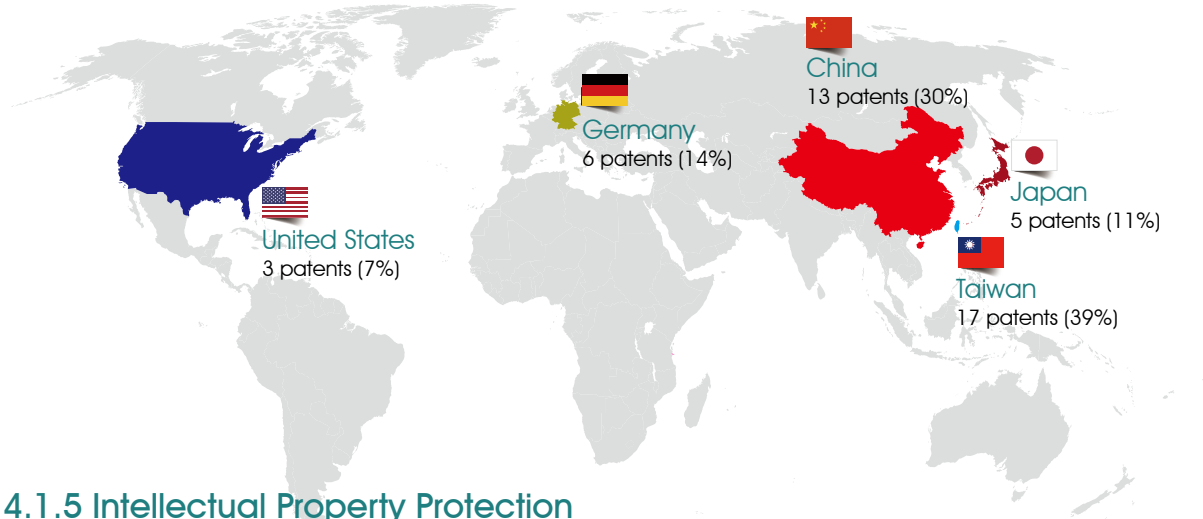 China
13 patents (30%)
Germany
6 patents (14%)
Japan
5 patents (11%)
United States
3 patents (7%)
Taiwan
17 patents (39%)
4.1.5 Intellectual Property Protection